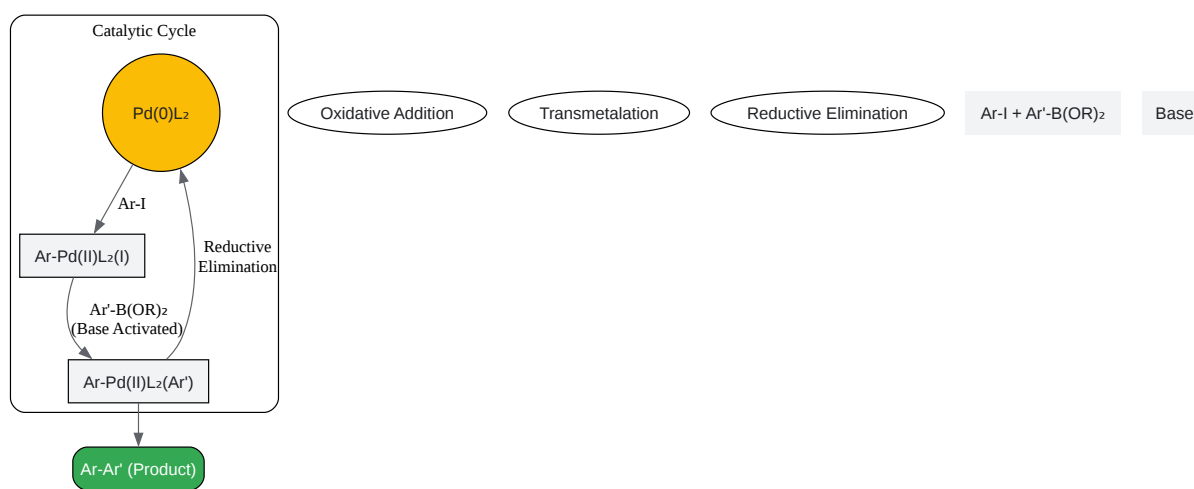 Catalytic Cycle
Pd(0)L₂
Oxidative Addition
Transmetalation
Reductive Elimination
Ar-I + Ar'-B(OR)₂
Base
Ar-I
Ar-Pd(II)L₂(I)
Reductive
Elimination
Ar'-B(OR)₂
(Base Activated)
Ar-Pd(II)L₂(Ar')
Ar-Ar' (Product)